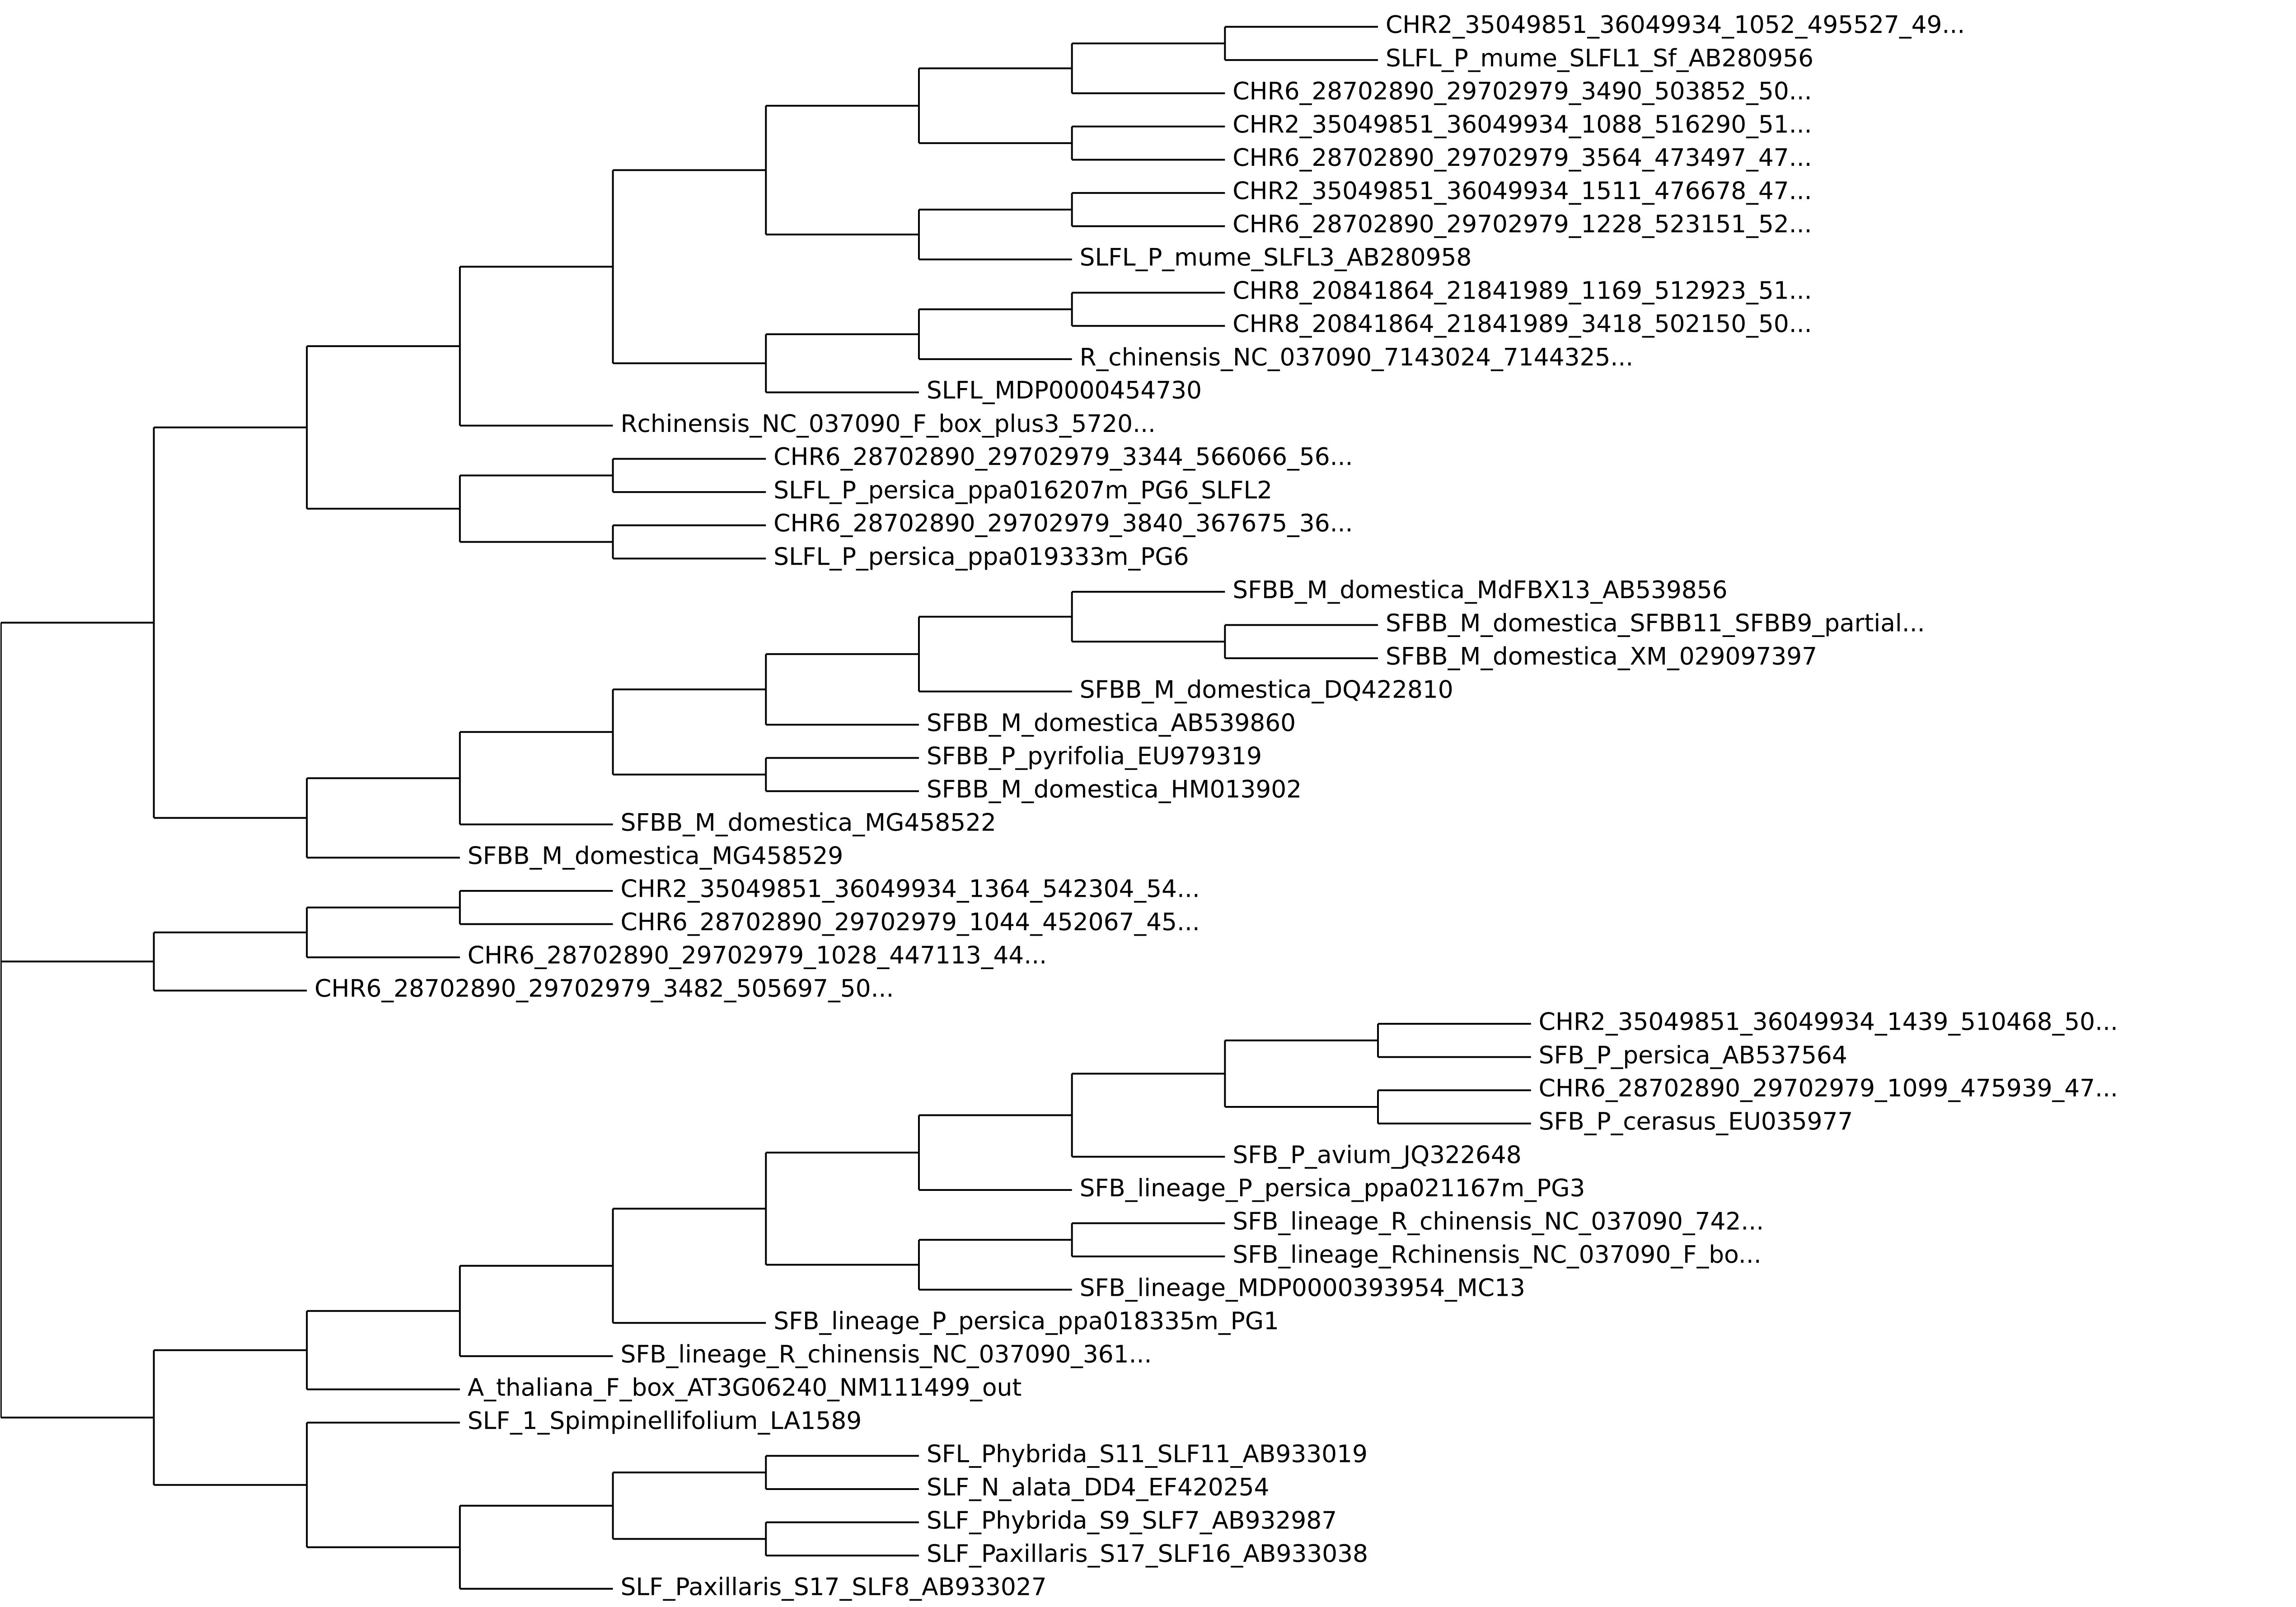 CHR2_35049851_36049934_1052_495527_49...
SLFL_P_mume_SLFL1_Sf_AB280956
CHR6_28702890_29702979_3490_503852_50...
CHR2_35049851_36049934_1088_516290_51...
CHR6_28702890_29702979_3564_473497_47...
CHR2_35049851_36049934_1511_476678_47...
CHR6_28702890_29702979_1228_523151_52...
SLFL_P_mume_SLFL3_AB280958
CHR8_20841864_21841989_1169_512923_51...
CHR8_20841864_21841989_3418_502150_50...
R_chinensis_NC_037090_7143024_7144325...
SLFL_MDP0000454730
Rchinensis_NC_037090_F_box_plus3_5720...
CHR6_28702890_29702979_3344_566066_56...
SLFL_P_persica_ppa016207m_PG6_SLFL2
CHR6_28702890_29702979_3840_367675_36...
SLFL_P_persica_ppa019333m_PG6
SFBB_M_domestica_MdFBX13_AB539856
SFBB_M_domestica_SFBB11_SFBB9_partial...
SFBB_M_domestica_XM_029097397
SFBB_M_domestica_DQ422810
SFBB_M_domestica_AB539860
SFBB_P_pyrifolia_EU979319
SFBB_M_domestica_HM013902
SFBB_M_domestica_MG458522
SFBB_M_domestica_MG458529
CHR2_35049851_36049934_1364_542304_54...
CHR6_28702890_29702979_1044_452067_45...
CHR6_28702890_29702979_1028_447113_44...
CHR6_28702890_29702979_3482_505697_50...
CHR2_35049851_36049934_1439_510468_50...
SFB_P_persica_AB537564
CHR6_28702890_29702979_1099_475939_47...
SFB_P_cerasus_EU035977
SFB_P_avium_JQ322648
SFB_lineage_P_persica_ppa021167m_PG3
SFB_lineage_R_chinensis_NC_037090_742...
SFB_lineage_Rchinensis_NC_037090_F_bo...
SFB_lineage_MDP0000393954_MC13
SFB_lineage_P_persica_ppa018335m_PG1
SFB_lineage_R_chinensis_NC_037090_361...
A_thaliana_F_box_AT3G06240_NM111499_out
SLF_1_Spimpinellifolium_LA1589
SFL_Phybrida_S11_SLF11_AB933019
SLF_N_alata_DD4_EF420254
SLF_Phybrida_S9_SLF7_AB932987
SLF_Paxillaris_S17_SLF16_AB933038
SLF_Paxillaris_S17_SLF8_AB933027